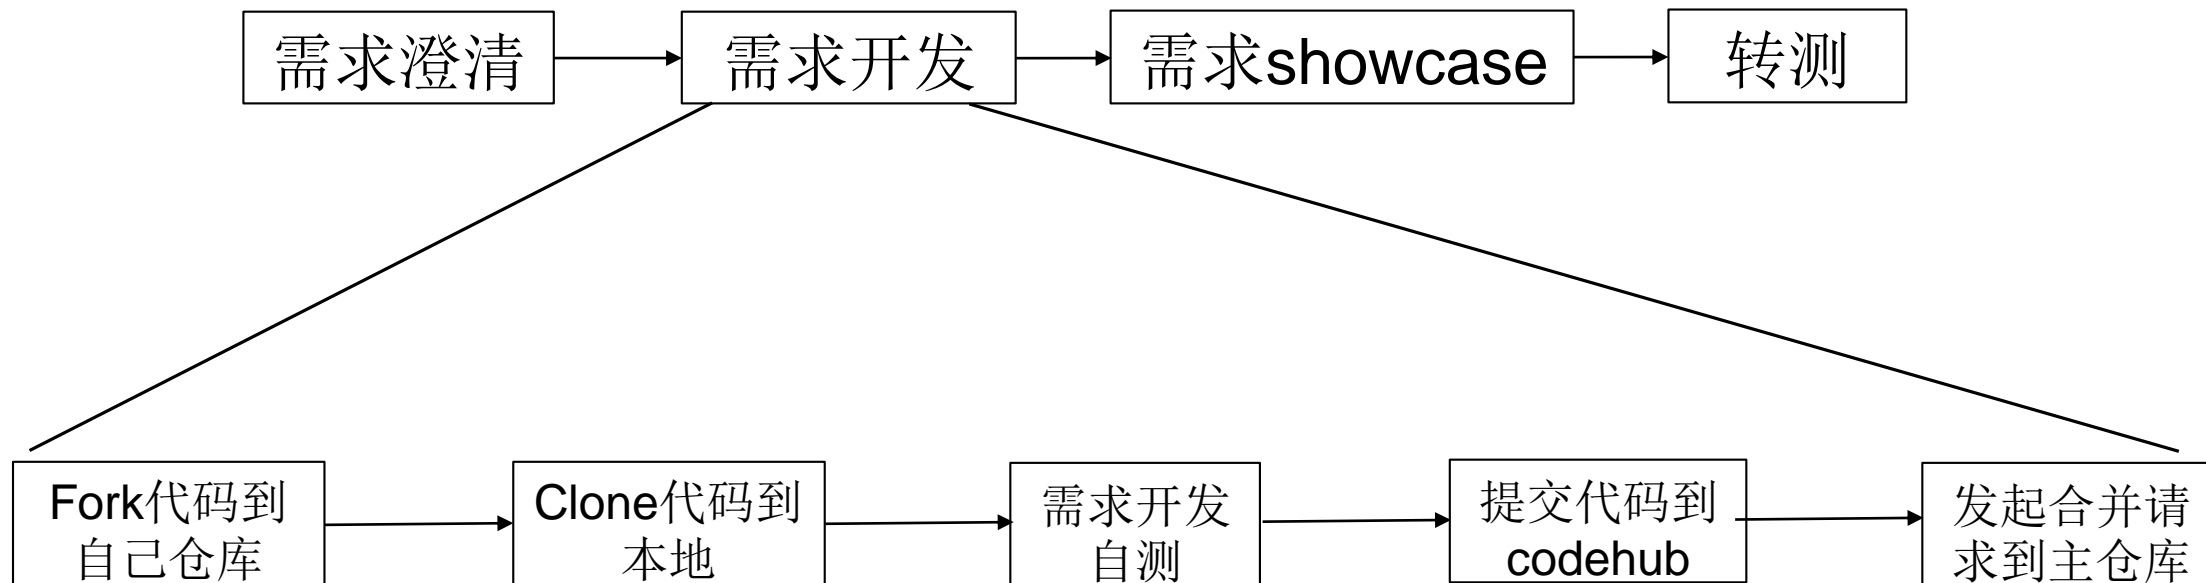 需求澄清
需求开发
需求showcase
转测
Fork代码到
自己仓库
Clone代码到
本地
需求开发
自测
提交代码到
codehub
发起合并请
求到主仓库